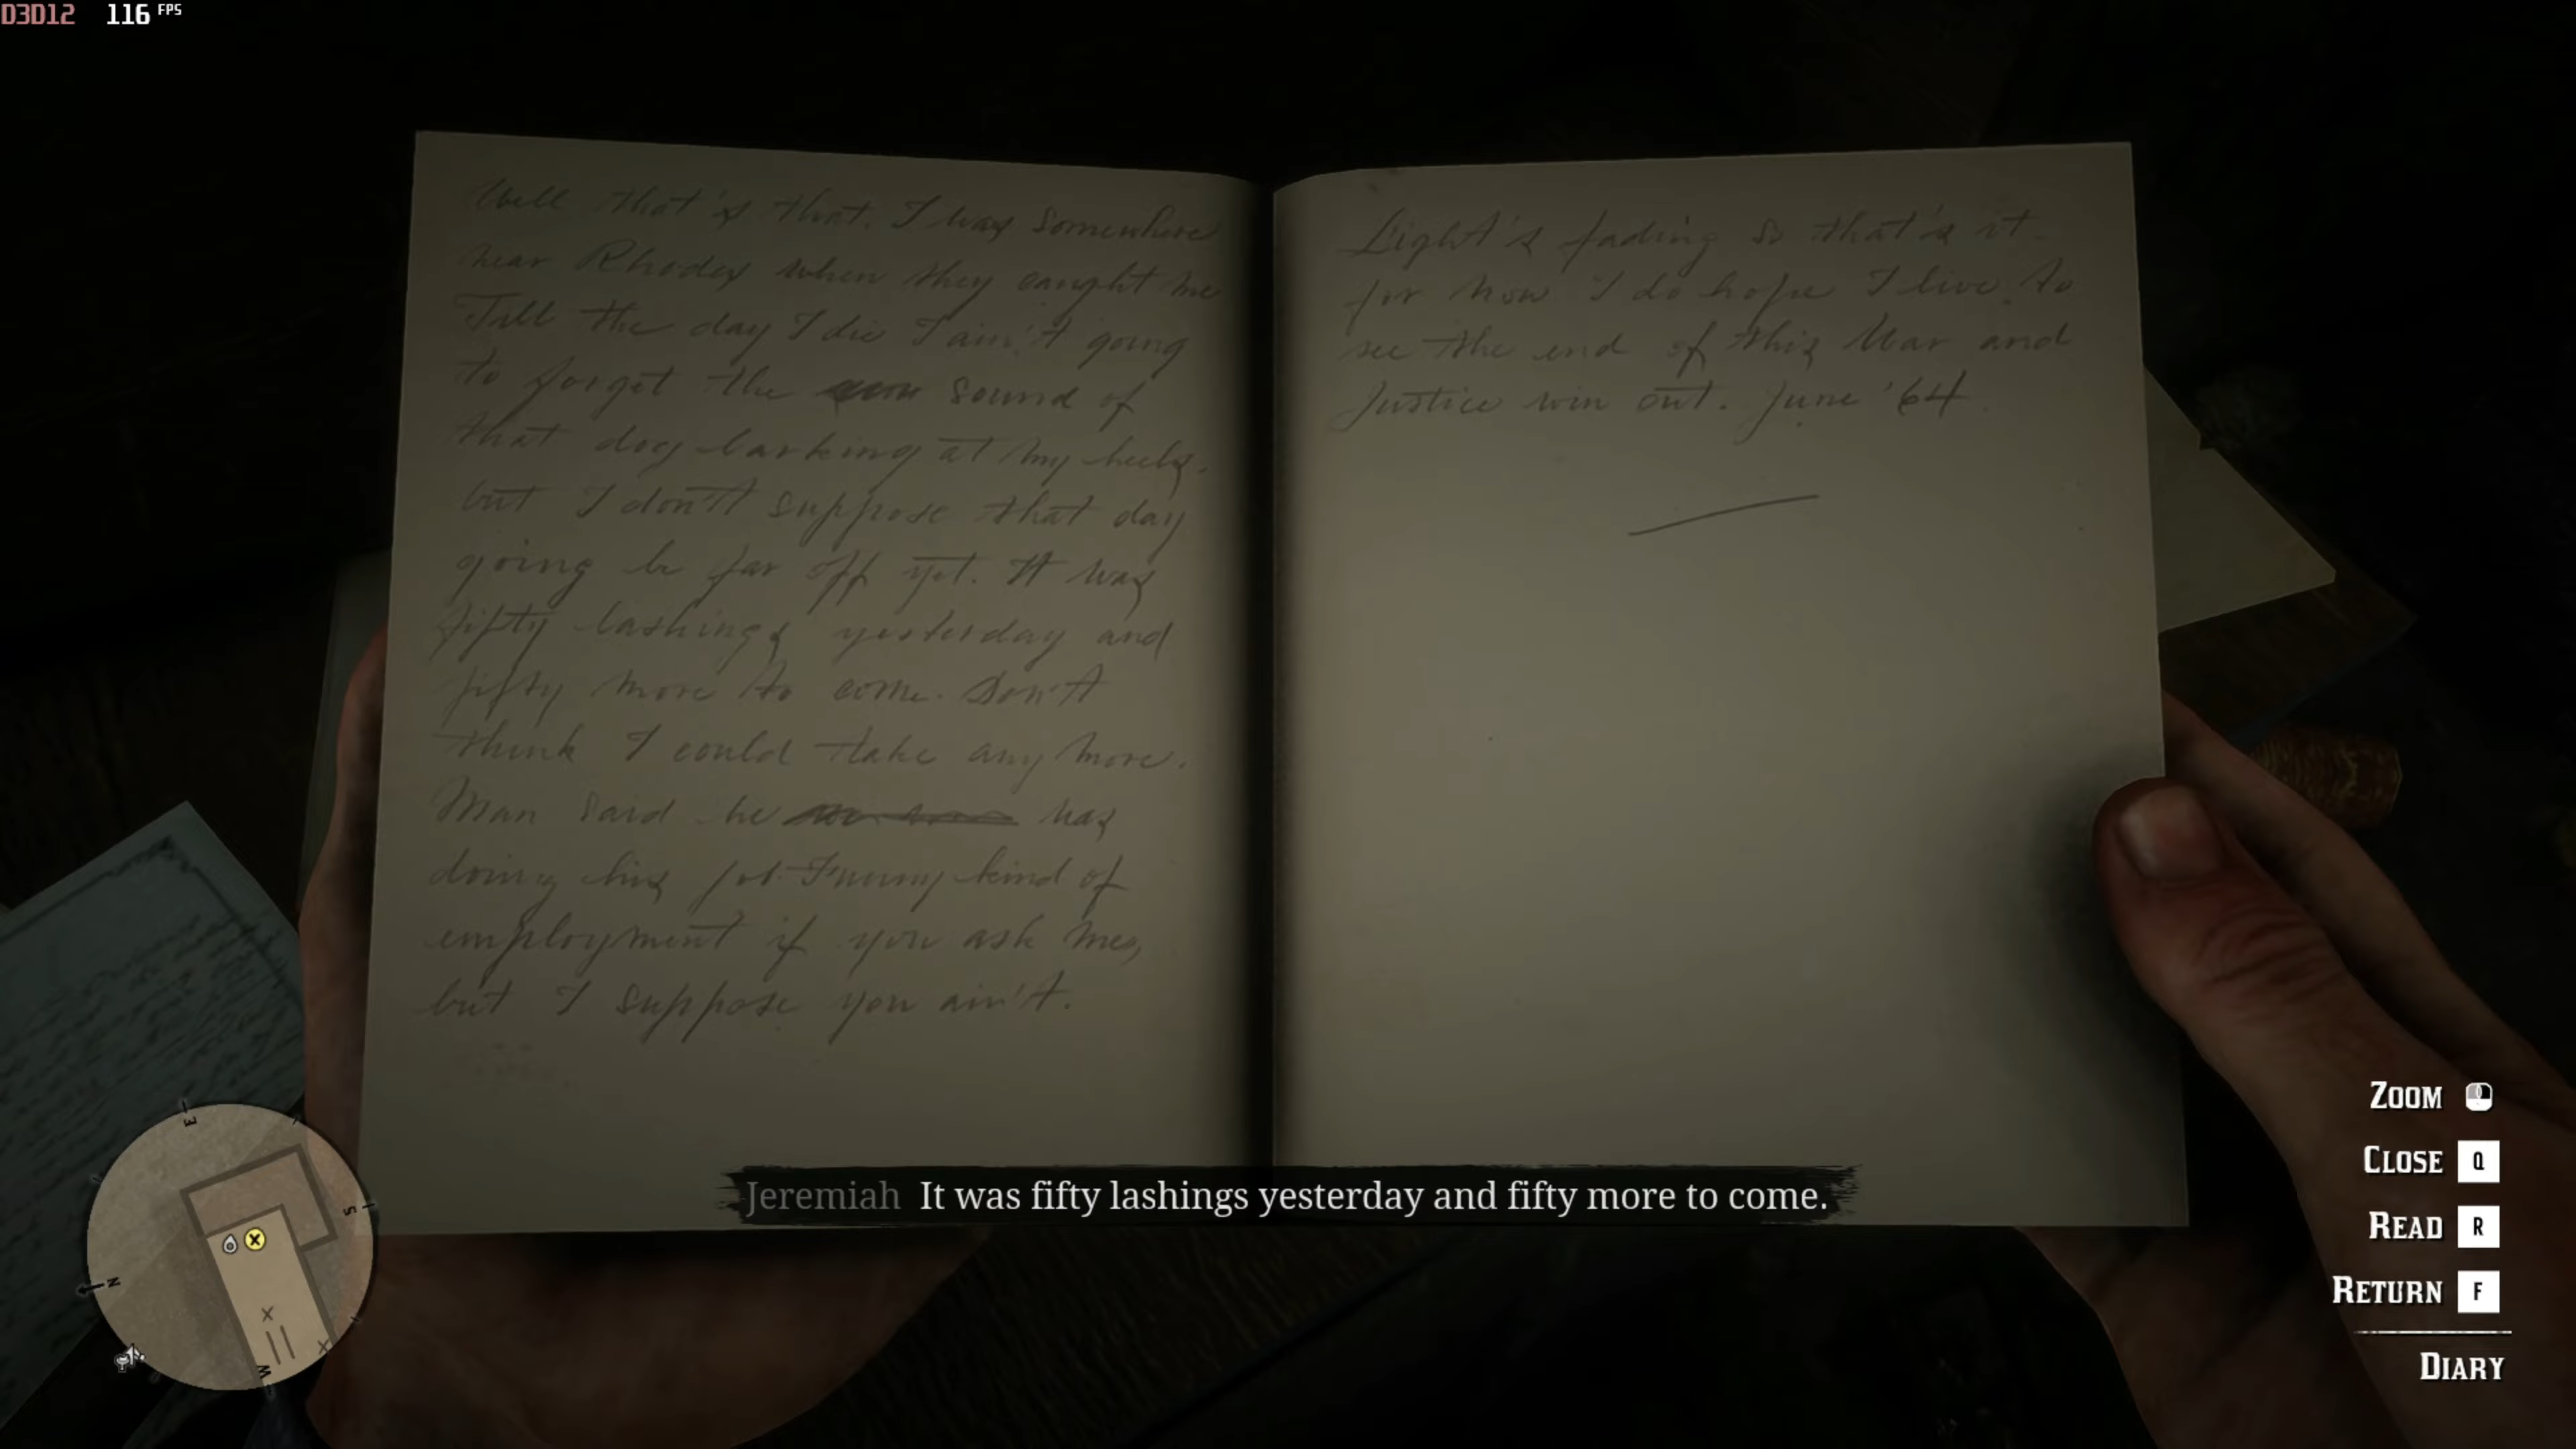 D3D12 116 FPS
Well that's that. I was somewhere
near Rhodes when they caught me
Till the day I die I ain't going
to forget the sound of
that dog barking at my heels,
but I don't suppose that day
going be far off yet. It was
fifty lashings yesterday and
fifty more to come. Don't
think I could take any more.
Man said he was
doing his job. Funny kind of
employment if you ask me,
but I suppose you ain't.
Light's fading so that's it
for now. I do hope I live to
see the end of this War and
Justice win out. June '64
Jeremiah It was fifty lashings yesterday and fifty more to come.
E
S
N
W
ZOOM
CLOSE Q
READ R
RETURN F
DIARY